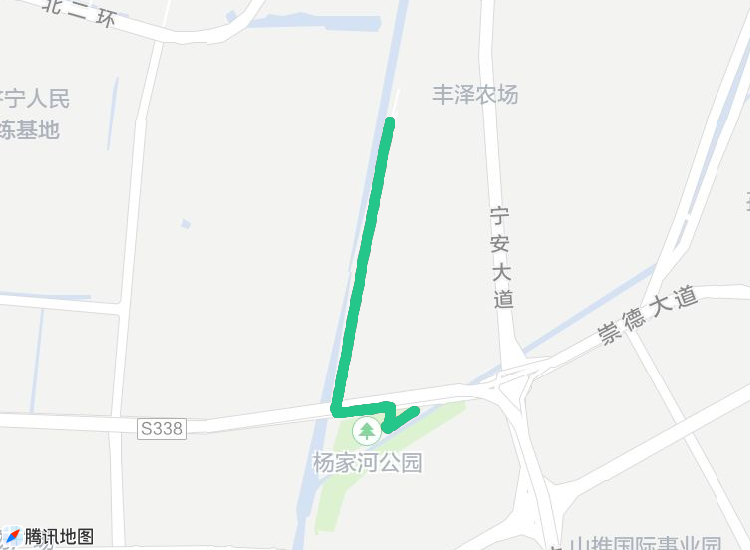 北二环
丰泽农场
宁人民
练基地
宁安大道
崇德大道
S338
杨家河公园
腾讯地图
山推国际事业园